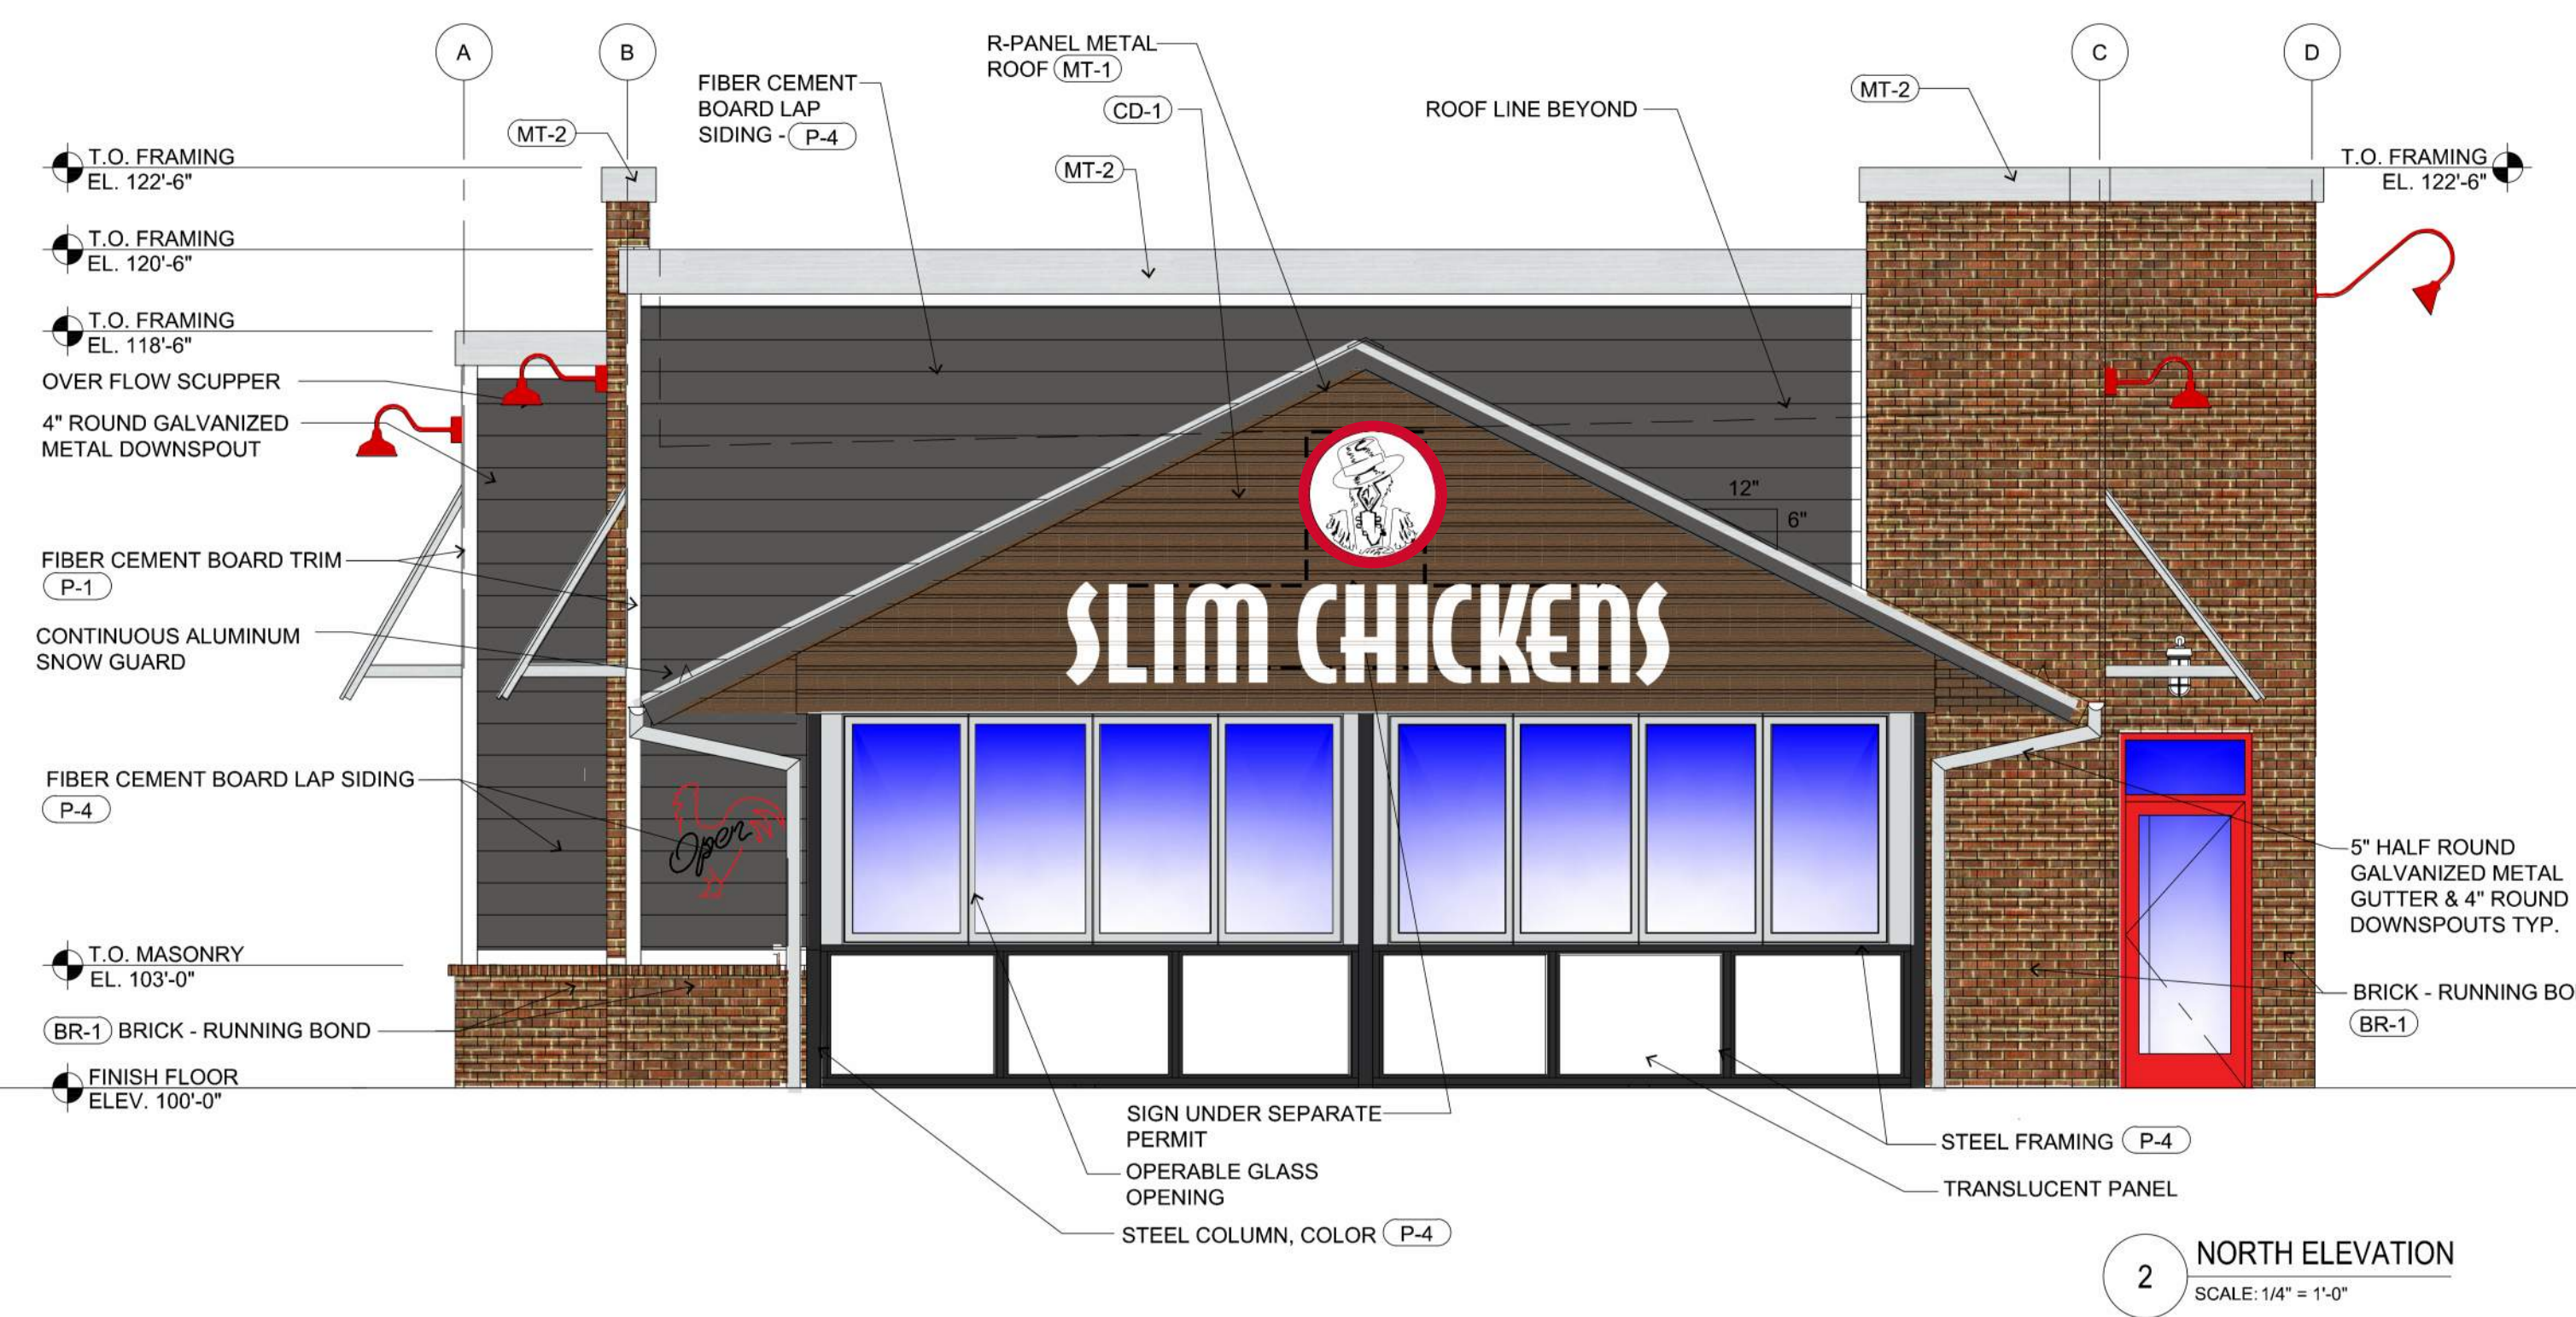 A
B
C
D
R-PANEL METAL
ROOF MT-1
FIBER CEMENT
BOARD LAP
SIDING - P-4
CD-1
ROOF LINE BEYOND
MT-2
MT-2
MT-2
T.O. FRAMING
EL. 122'-6"
T.O. FRAMING
EL. 122'-6"
T.O. FRAMING
EL. 120'-6"
T.O. FRAMING
EL. 118'-6"
OVER FLOW SCUPPER
4" ROUND GALVANIZED
METAL DOWNSPOUT
12"
6"
FIBER CEMENT BOARD TRIM
P-1
SLIM CHICKENS
CONTINUOUS ALUMINUM
SNOW GUARD
FIBER CEMENT BOARD LAP SIDING
P-4
Open
5" HALF ROUND
GALVANIZED METAL
GUTTER & 4" ROUND
DOWNSPOUTS TYP.
T.O. MASONRY
EL. 103'-0"
BR-1 BRICK - RUNNING BOND
BRICK - RUNNING BO
BR-1
FINISH FLOOR
ELEV. 100'-0"
SIGN UNDER SEPARATE
PERMIT
OPERABLE GLASS
OPENING
STEEL COLUMN, COLOR P-4
STEEL FRAMING P-4
TRANSLUCENT PANEL
2
NORTH ELEVATION
SCALE: 1/4" = 1'-0"